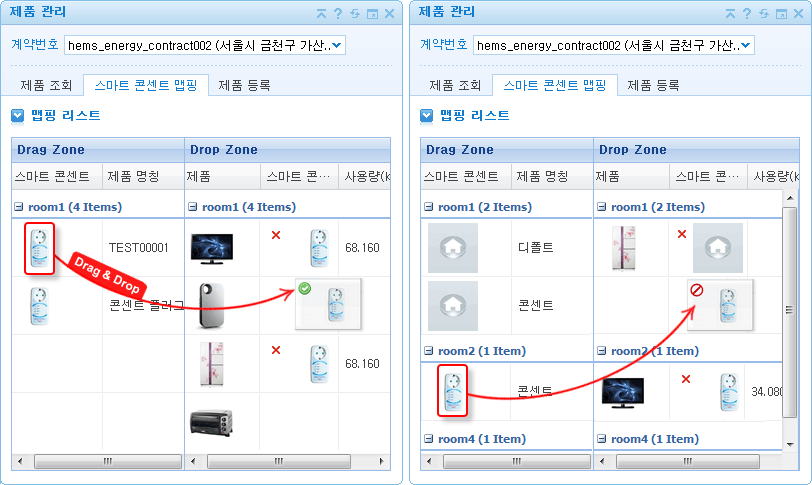 제품 관리
계약번호 hems_energy_contract002 (서울시 금천구 가산..
제품 조회 스마트 콘센트 맵핑 제품 등록
맵핑 리스트
Drag Zone Drop Zone
스마트 콘센트 제품 명칭 제품 스마트 콘... 사용량(k
room1 (4 Items) room1 (4 Items)
TEST00001 68.160
Drag & Drop
콘센트 플러그
68.160
제품 관리
계약번호 hems_energy_contract002 (서울시 금천구 가산..
제품 조회 스마트 콘센트 맵핑 제품 등록
맵핑 리스트
Drag Zone Drop Zone
스마트 콘센트 제품 명칭 제품 스마트 콘... 사용량(k
room1 (2 Items) room1 (2 Items)
디폴트
콘센트
room2 (1 Item) room2 (1 Item)
콘센트 34.080
room4 (1 Item) room4 (1 Item)